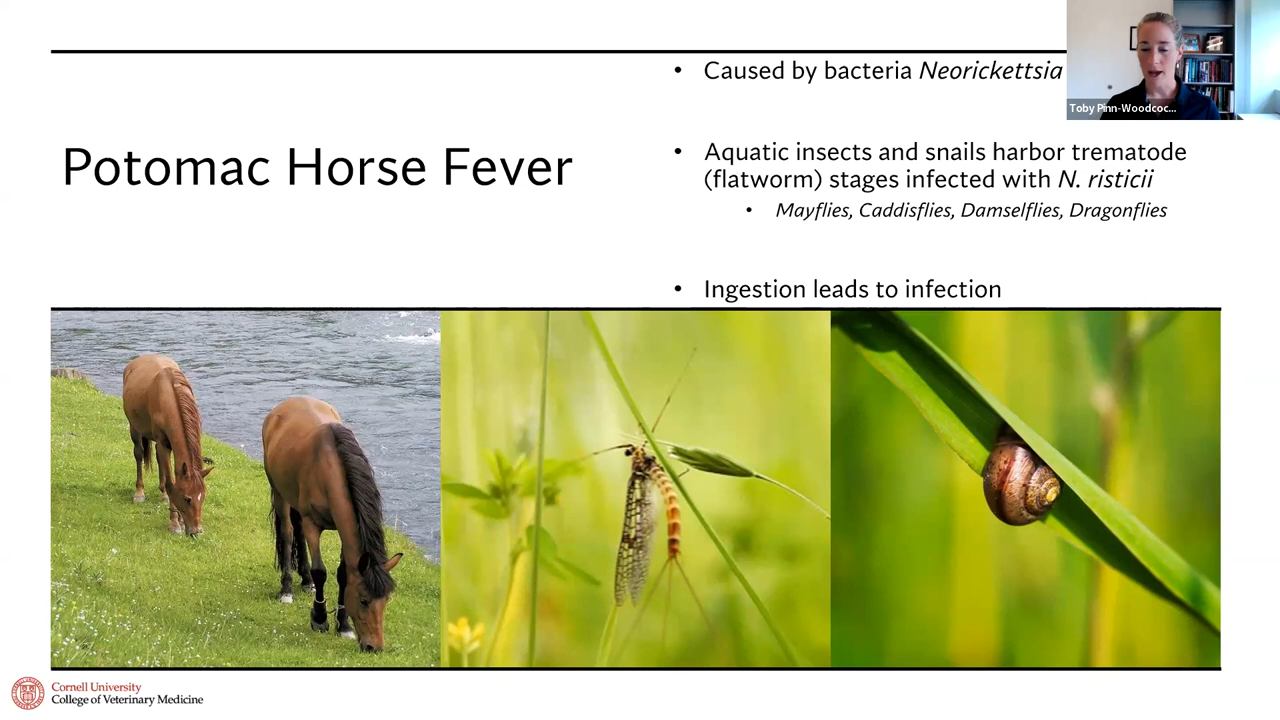 Potomac Horse Fever
• Caused by bacteria Neorickettsia
• Aquatic insects and snails harbor trematode
(flatworm) stages infected with N. risticii
• Mayflies, Caddisflies, Damselflies, Dragonflies
• Ingestion leads to infection
Toby Pinn-Woodcoc...
Cornell University
College of Veterinary Medicine